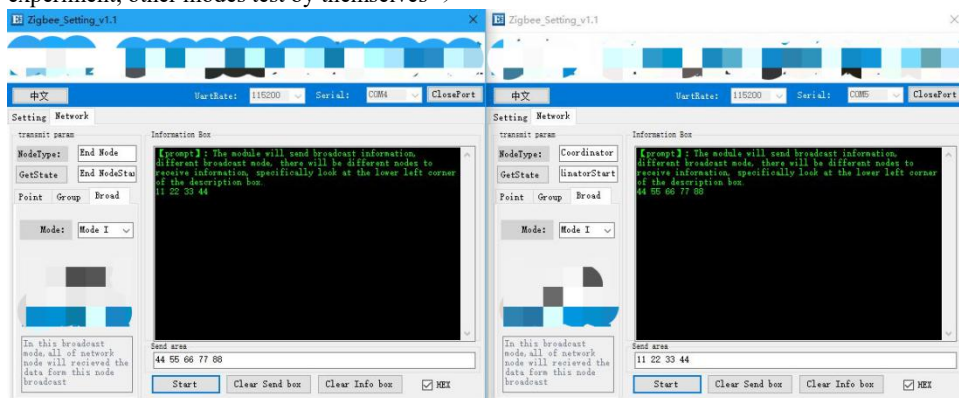 experiment, other modes test by themselves
Zigbee_Setting_v1.1
中文 UartRate: 115200 Serial: COM4 ClosePort
Setting Network
transmit param Information Box
NodeType: End Node
GetState End NodeStar
Point Group Broad
Mode: Mode I
【prompt】: The module will send broadcast information,
different broadcast mode, there will be different nodes to
receive information, specifically look at the lower left corner
of the description box.
11 22 33 44
In this broadcast
mode,all of network
node will recieved the
data form this node
broadcast
Send area
44 55 66 77 88
Start Clear Send box Clear Info box HEX
Zigbee_Setting_v1.1
中文 UartRate: 115200 Serial: COM5 ClosePort
Setting Network
transmit param Information Box
NodeType: Coordinator
GetState linatorStart
Point Group Broad
Mode: Mode I
【prompt】: The module will send broadcast information,
different broadcast mode, there will be different nodes to
receive information, specifically look at the lower left corner
of the description box.
44 55 66 77 88
In this broadcast
mode,all of network
node will recieved the
data form this node
broadcast
Send area
11 22 33 44
Start Clear Send box Clear Info box HEX